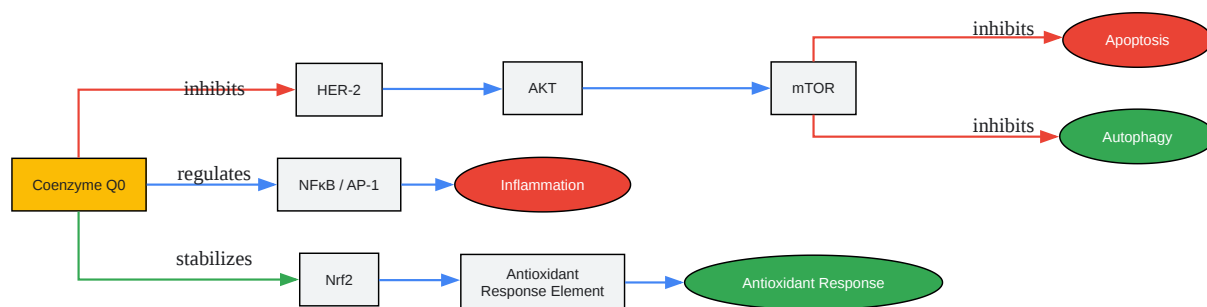 inhibits
Apoptosis
inhibits
HER-2
AKT
mTOR
inhibits
Autophagy
Coenzyme Q0
regulates
NFκB / AP-1
Inflammation
stabilizes
Nrf2
Antioxidant
Response Element
Antioxidant Response